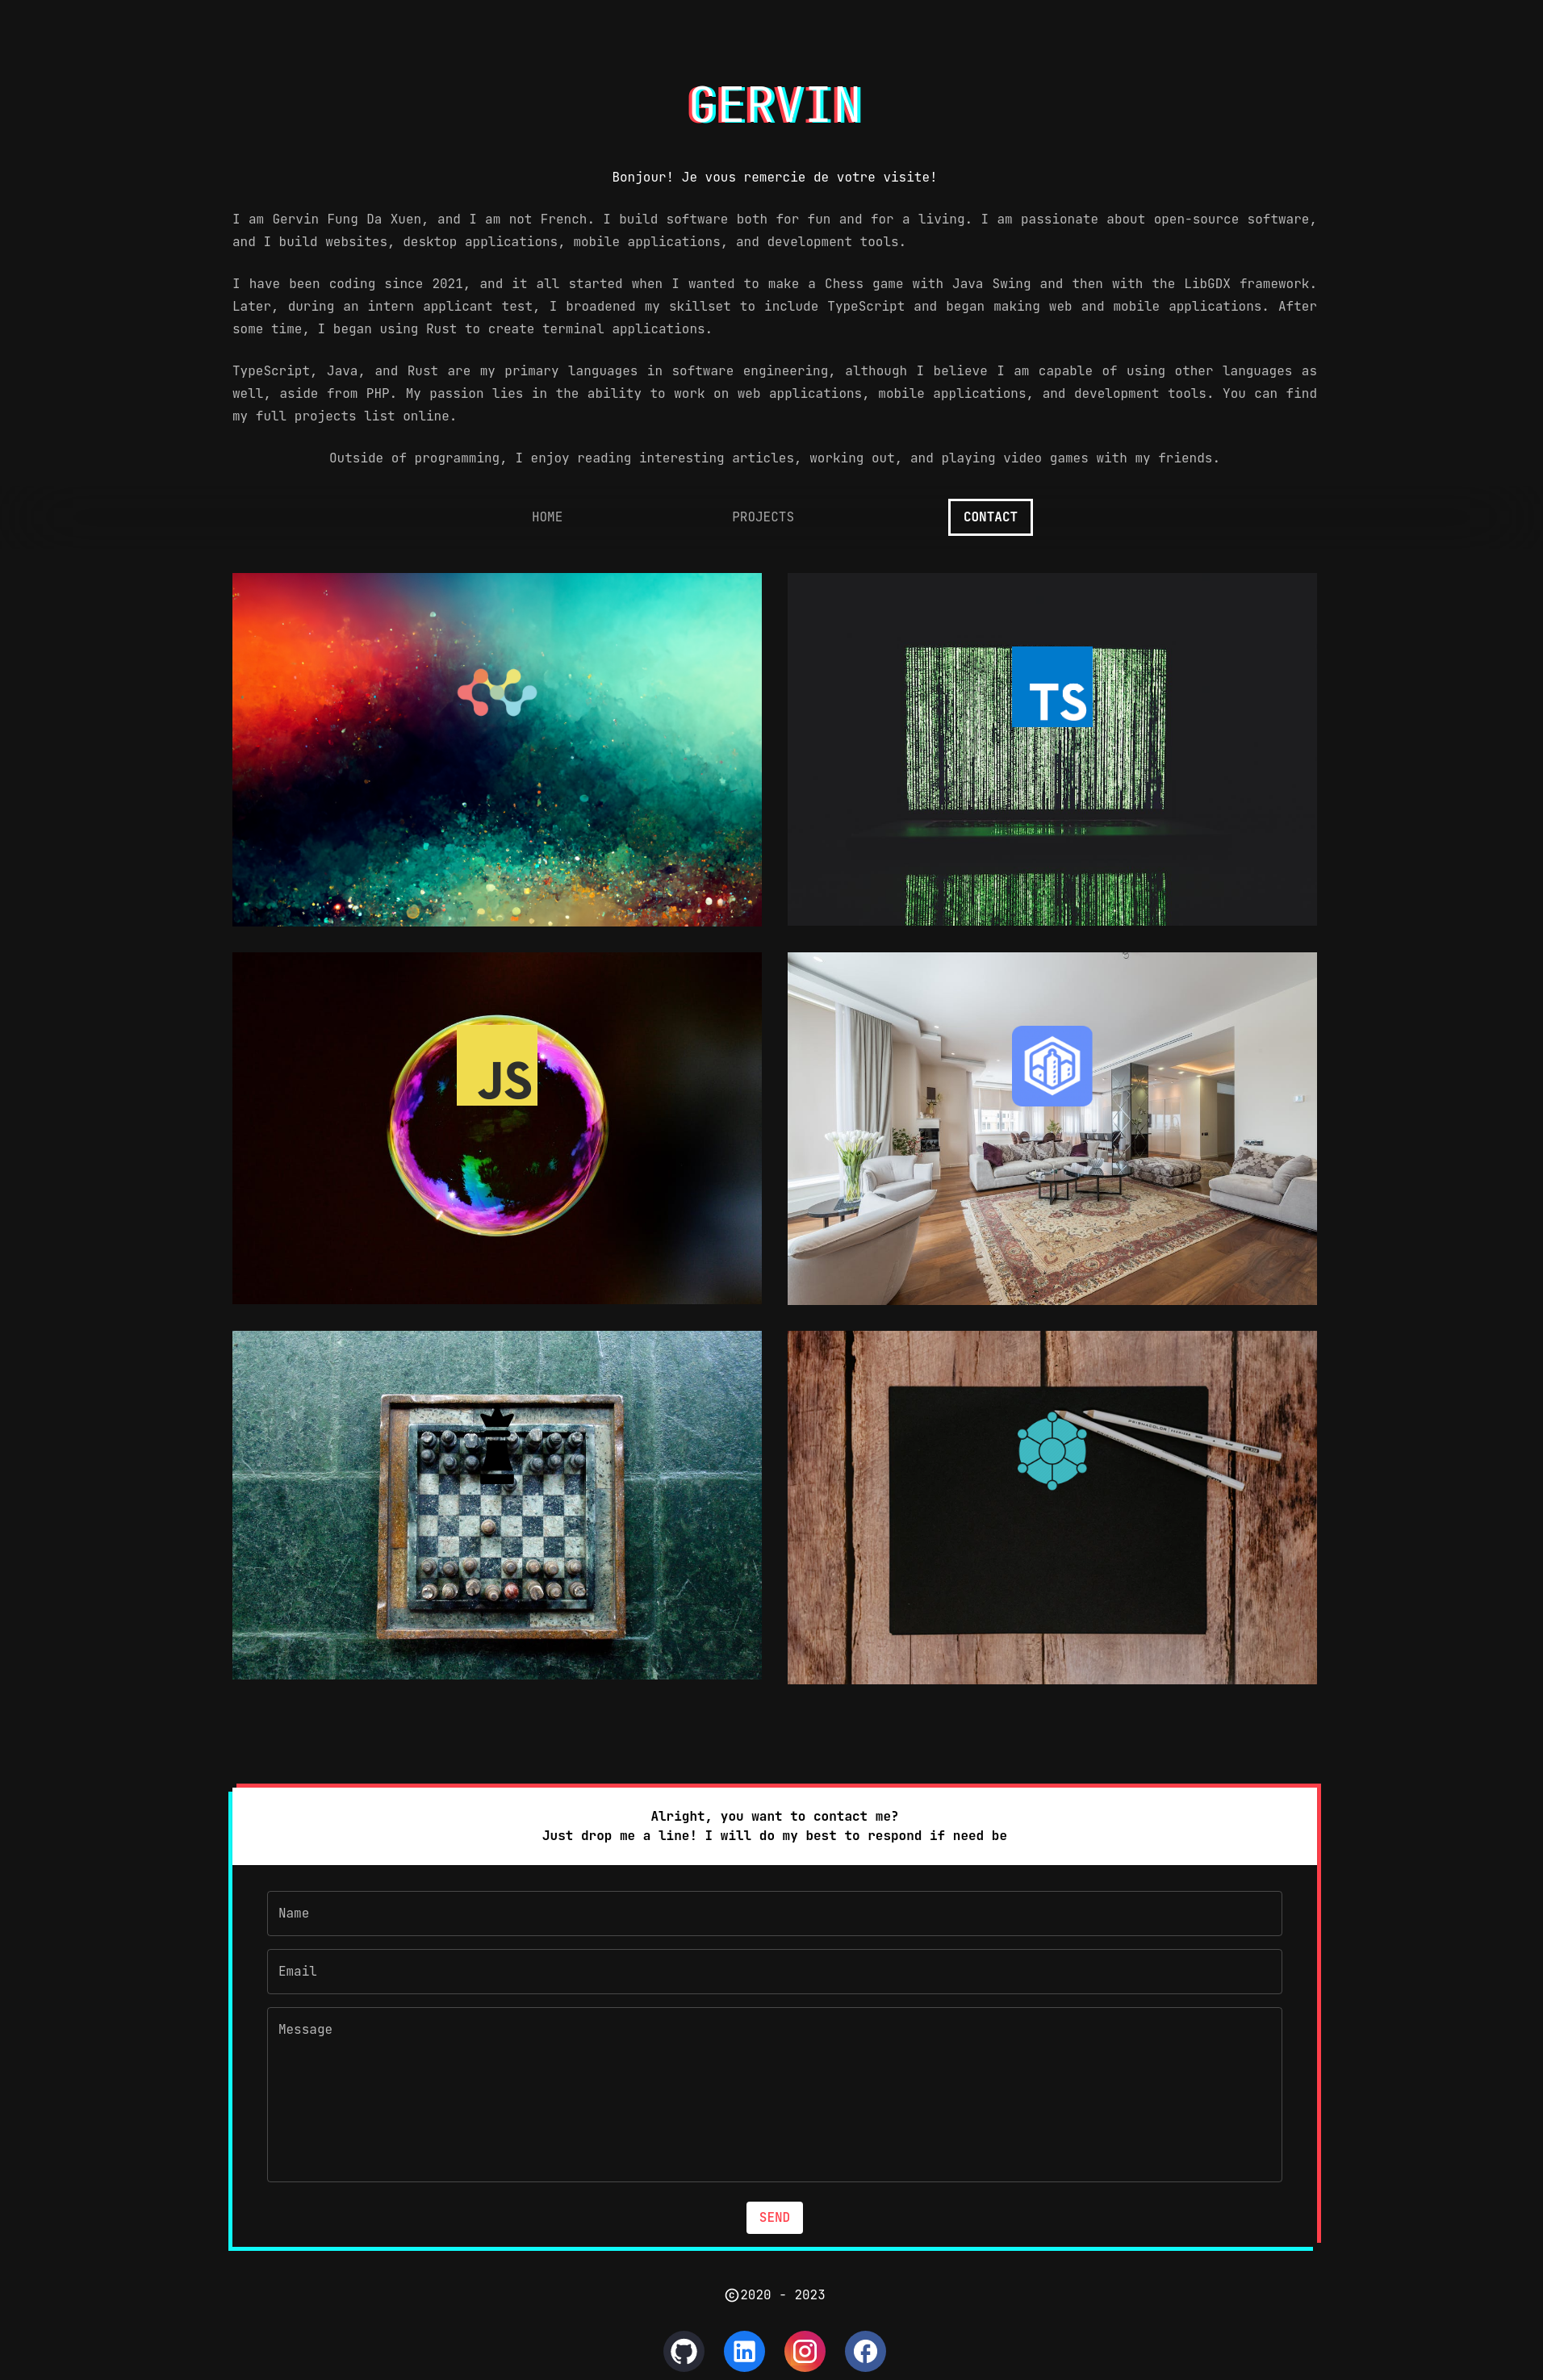 GERVIN
Bonjour! Je vous remercie de votre visite!
I am Gervin Fung Da Xuen, and I am not French. I build software both for fun and for a living. I am passionate about open-source software,
and I build websites, desktop applications, mobile applications, and development tools.
I have been coding since 2021, and it all started when I wanted to make a Chess game with Java Swing and then with the LibGDX framework.
Later, during an intern applicant test, I broadened my skillset to include TypeScript and began making web and mobile applications. After
some time, I began using Rust to create terminal applications.
TypeScript, Java, and Rust are my primary languages in software engineering, although I believe I am capable of using other languages as
well, aside from PHP. My passion lies in the ability to work on web applications, mobile applications, and development tools. You can find
my full projects list online.
Outside of programming, I enjoy reading interesting articles, working out, and playing video games with my friends.
HOME PROJECTS CONTACT
TS
JS
Alright, you want to contact me?
Just drop me a line! I will do my best to respond if need be
Name
Email
Message
SEND
©2020 - 2023